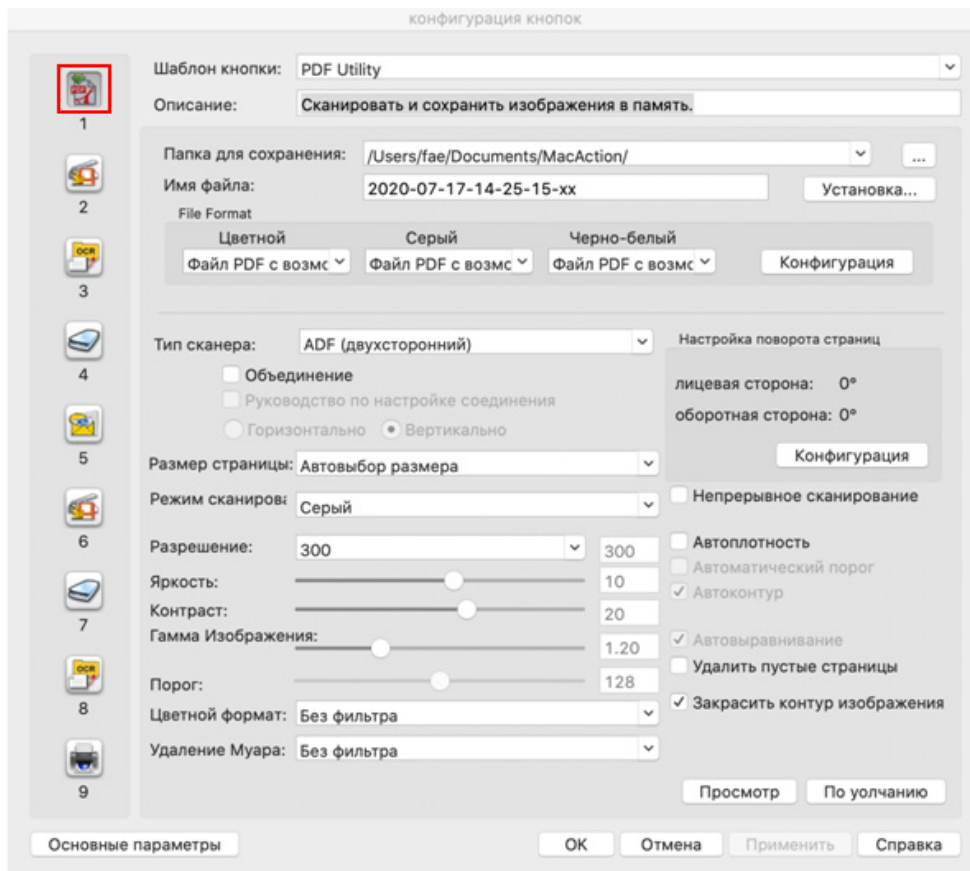 конфигурация кнопок
1
2
3
4
5
6
7
8
9
Шаблон кнопки: PDF Utility
Описание: Сканировать и сохранить изображения в память.
Папка для сохранения: /Users/fae/Documents/MacAction/ ...
Имя файла: 2020-07-17-14-25-15-xx Установка...
File Format
Цветной Серый Черно-белый
Файл PDF с возмс Файл PDF с возмс Файл PDF с возмс Конфигурация
Тип сканера: ADF (двухсторонний)
Объединение
Руководство по настройке соединения
Горизонтально Вертикально
Настройка поворота страниц
лицевая сторона: 0°
оборотная сторона: 0°
Конфигурация
Размер страницы: Автовыбор размера
Режим сканирова Серый
Непрерывное сканирование
Разрешение: 300 300
Автоплотность
Автоматический порог
Яркость: 10
Автоконтур
Контраст: 20
Гамма Изображения: 1.20
Автовыравнивание
Удалить пустые страницы
Порог: 128
Закрасить контур изображения
Цветной формат: Без фильтра
Удаление Муара: Без фильтра
Просмотр По улчанию
Основные параметры OK Отмена Применить Справка